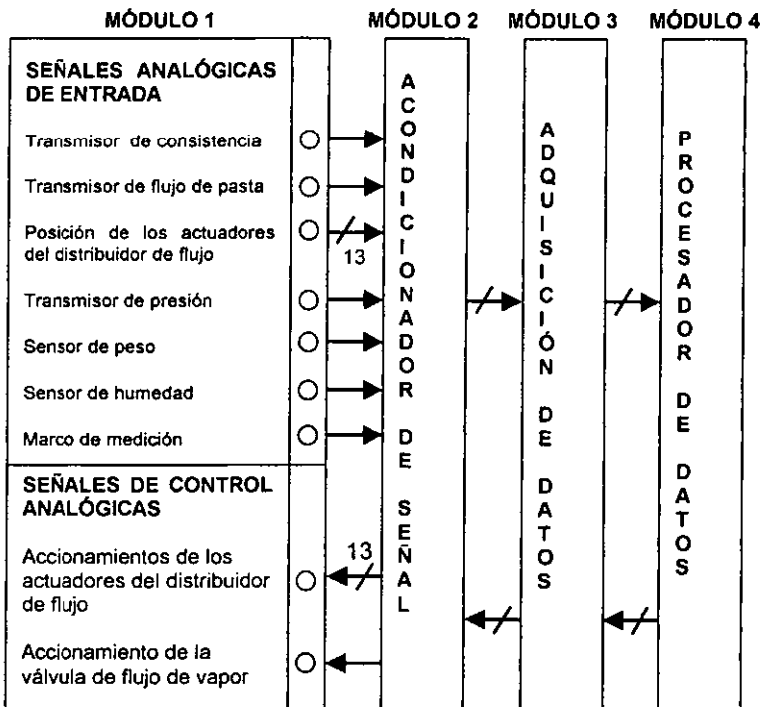 MÓDULO 1
MÓDULO 2
MÓDULO 3
MÓDULO 4
SEÑALES ANALÓGICAS
DE ENTRADA
Transmisor de consistencia
Transmisor de flujo de pasta
Posición de los actuadores
del distribuidor de flujo
13
Transmisor de presión
Sensor de peso
Sensor de humedad
Marco de medición
SEÑALES DE CONTROL
ANALÓGICAS
Accionamientos de los
actuadores del distribuidor
de flujo
13
Accionamiento de la
válvula de flujo de vapor
ACONDICIONADOR DE SEÑAL
ADQUISICIÓN DE DATOS
PROCESADOR DE DATOS